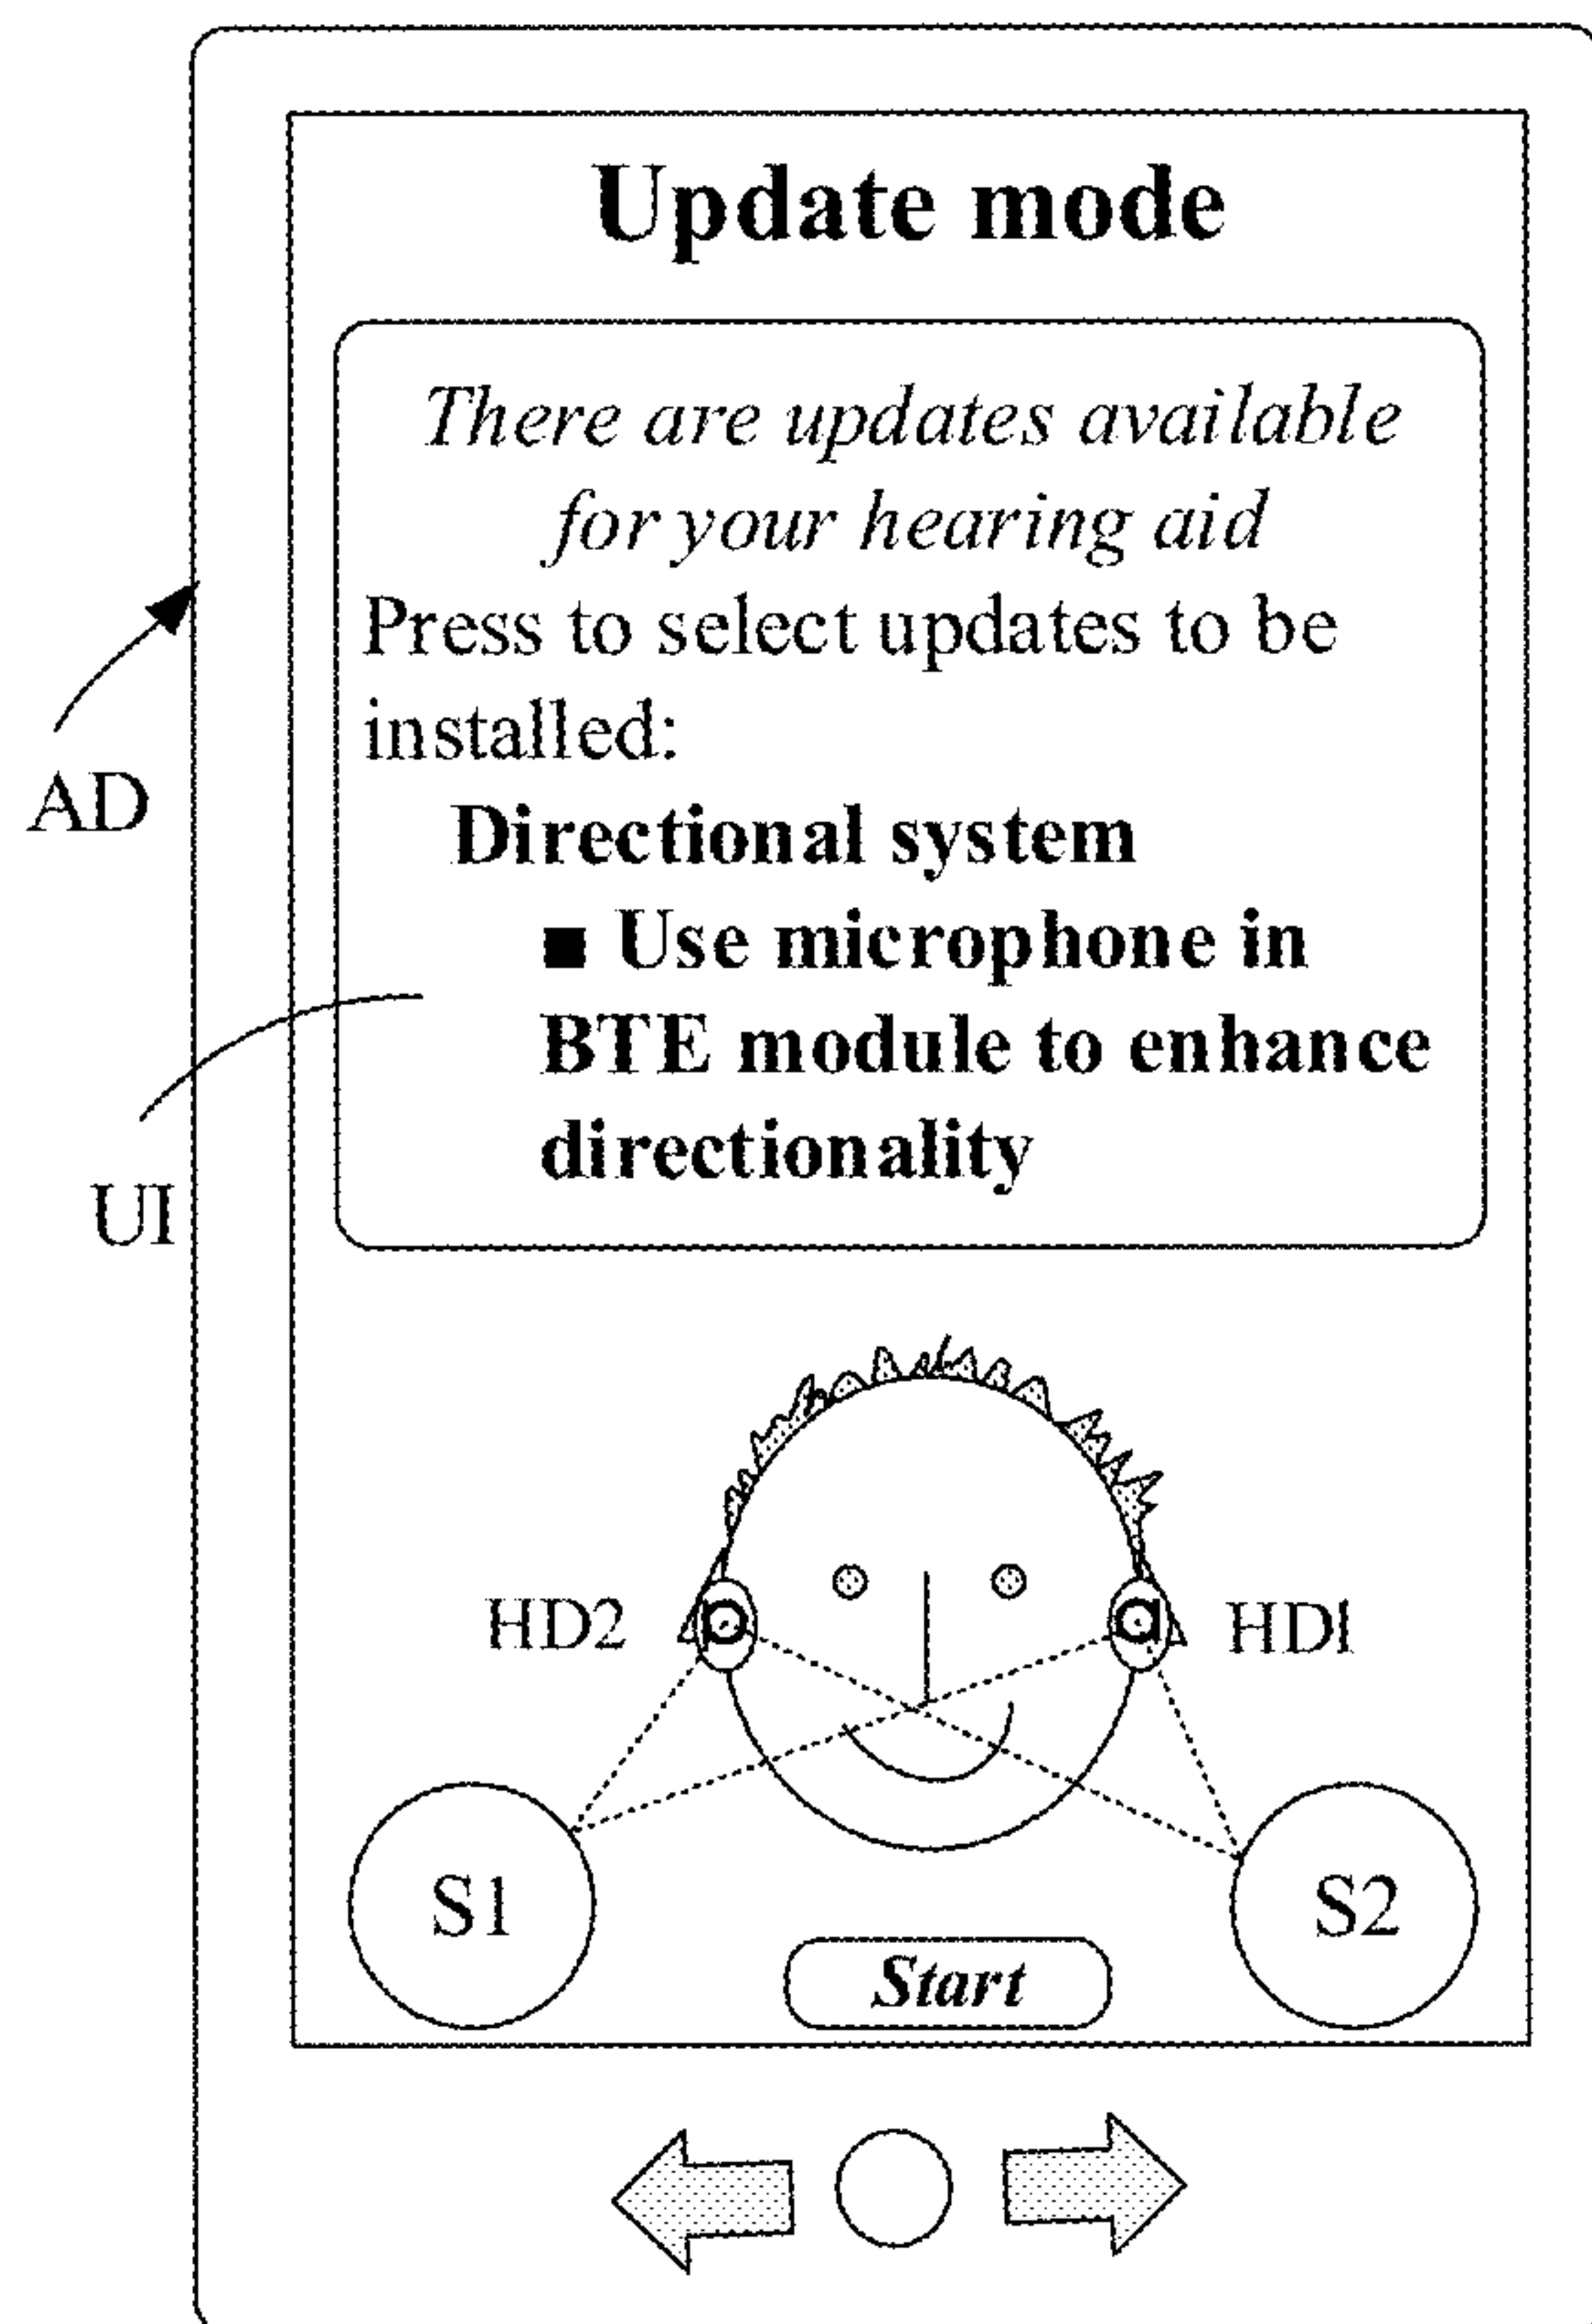 Update mode
There are updates available
for your hearing aid
Press to select updates to be
installed:
AD
Directional system
■ Use microphone in
BTE module to enhance
directionality
UI
HD2
HD1
S1
S2
Start